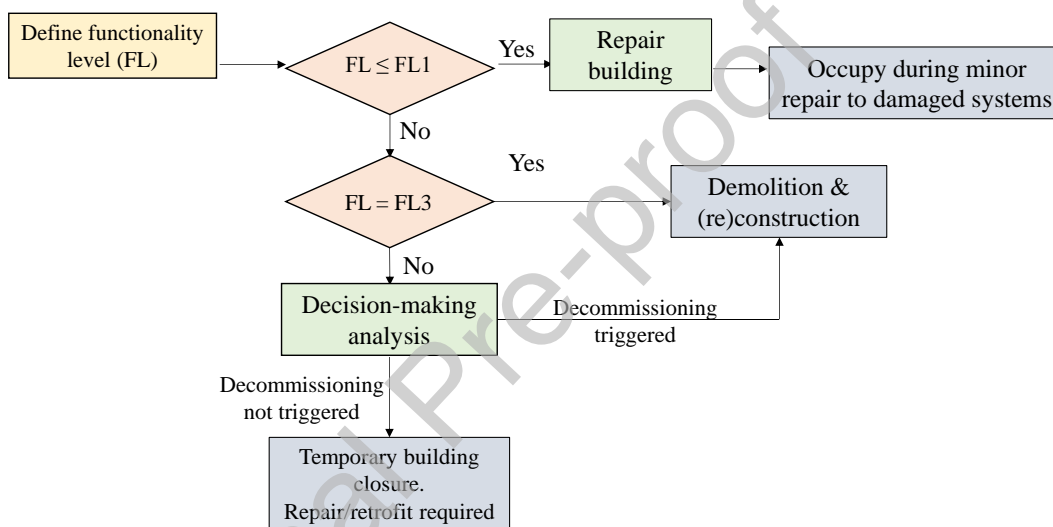 Define functionality
level (FL)
FL ≤ FL1
Yes
Repair
building
Occupy during minor
repair to damaged systems
No
FL = FL3
Yes
Demolition &
(re)construction
No
Decision-making
analysis
Decommissioning
triggered
Decommissioning
not triggered
Temporary building
closure.
Repair/retrofit required
al Pre-proof